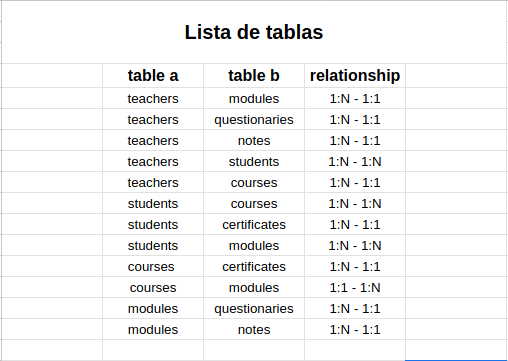 Lista de tablas
table a table b relationship
teachers modules 1:N - 1:1
teachers questionaries 1:N - 1:1
teachers notes 1:N - 1:1
teachers students 1:N - 1:N
teachers courses 1:N - 1:1
students courses 1:N - 1:N
students certificates 1:N - 1:1
students modules 1:N - 1:N
courses certificates 1:N - 1:1
courses modules 1:1 - 1:N
modules questionaries 1:N - 1:1
modules notes 1:N - 1:1